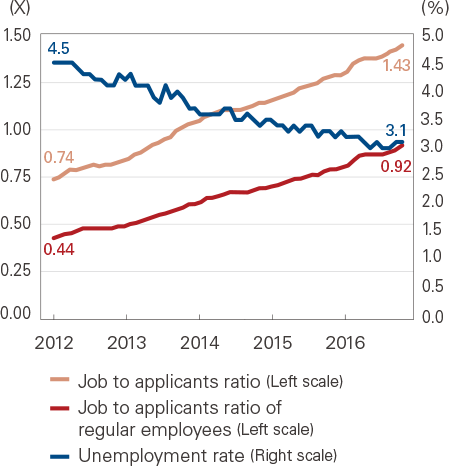 (X) (%)
1.50 5.0
4.5 1.43
4.5
1.25 4.0
3.5
1.00 3.1
0.74 3.0
0.75 0.92
2.5
0.50 2.0
1.5
0.44
0.25 1.0
0.5
0.00 0.0
2012 2013 2014 2015 2016
Job to applicants ratio (Left scale)
Job to applicants ratio of
regular employees (Left scale)
Unemployment rate (Right scale)